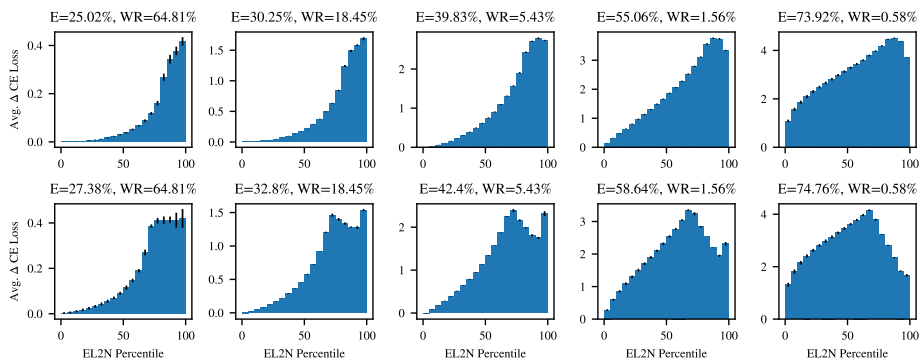 E=25.02%, WR=64.81%
E=30.25%, WR=18.45%
E=39.83%, WR=5.43%
E=55.06%, WR=1.56%
E=73.92%, WR=0.58%
Avg. Δ CE Loss
0.4
0.2
0.0
0 50 100
1.5
1.0
0.5
0.0
0 50 100
2
0
0 50 100
3
2
1
0
0 50 100
4
2
0
0 50 100
E=27.38%, WR=64.81%
E=32.8%, WR=18.45%
E=42.4%, WR=5.43%
E=58.64%, WR=1.56%
E=74.76%, WR=0.58%
Avg. Δ CE Loss
0.4
0.2
0.0
0 50 100
EL2N Percentile
1.5
1.0
0.5
0.0
0 50 100
EL2N Percentile
2
1
0
0 50 100
EL2N Percentile
3
2
1
0
0 50 100
EL2N Percentile
4
2
0
0 50 100
EL2N Percentile